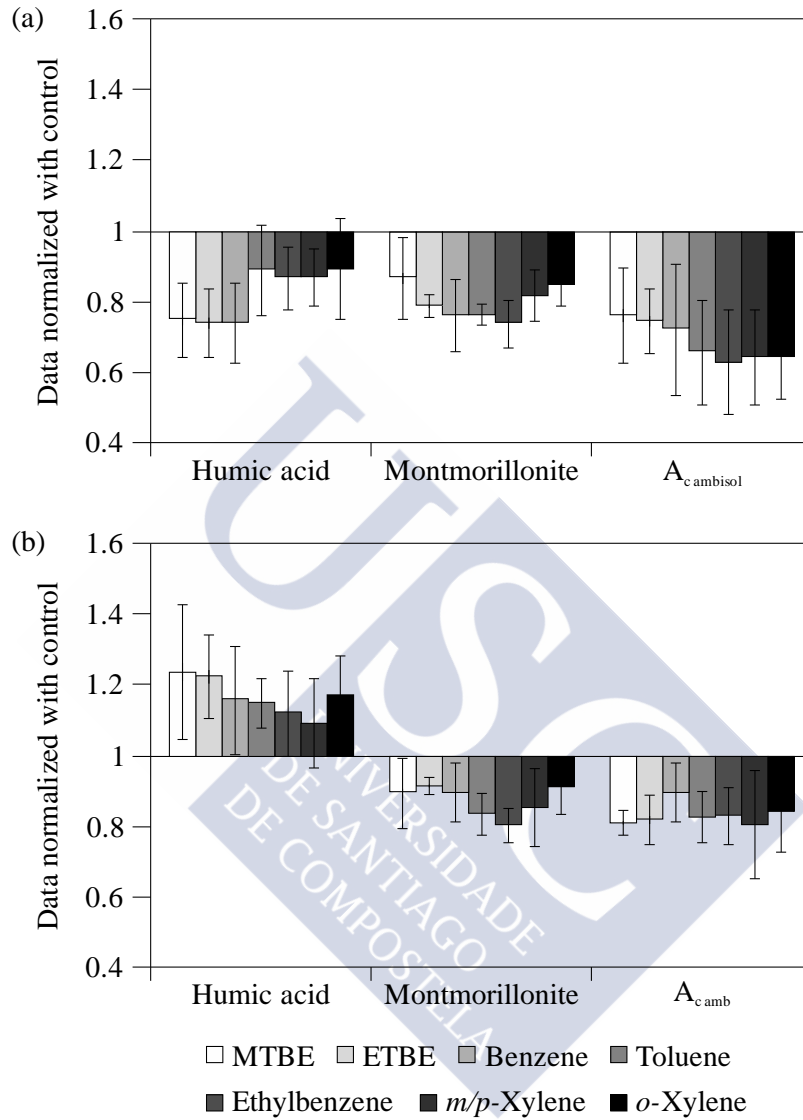 (a)
1.6
1.4
1.2
1
0.8
0.6
0.4
Data normalized with control
Humic acid Montmorillonite Ac ambisol
(b)
1.6
1.4
1.2
1
0.8
0.6
0.4
Data normalized with control
Humic acid Montmorillonite Ac amb
USC
UNIVERSIDADE
DE SANTIAGO
DE COMPOSTELA
MTBE ETBE Benzene Toluene
Ethylbenzene m/p-Xylene o-Xylene